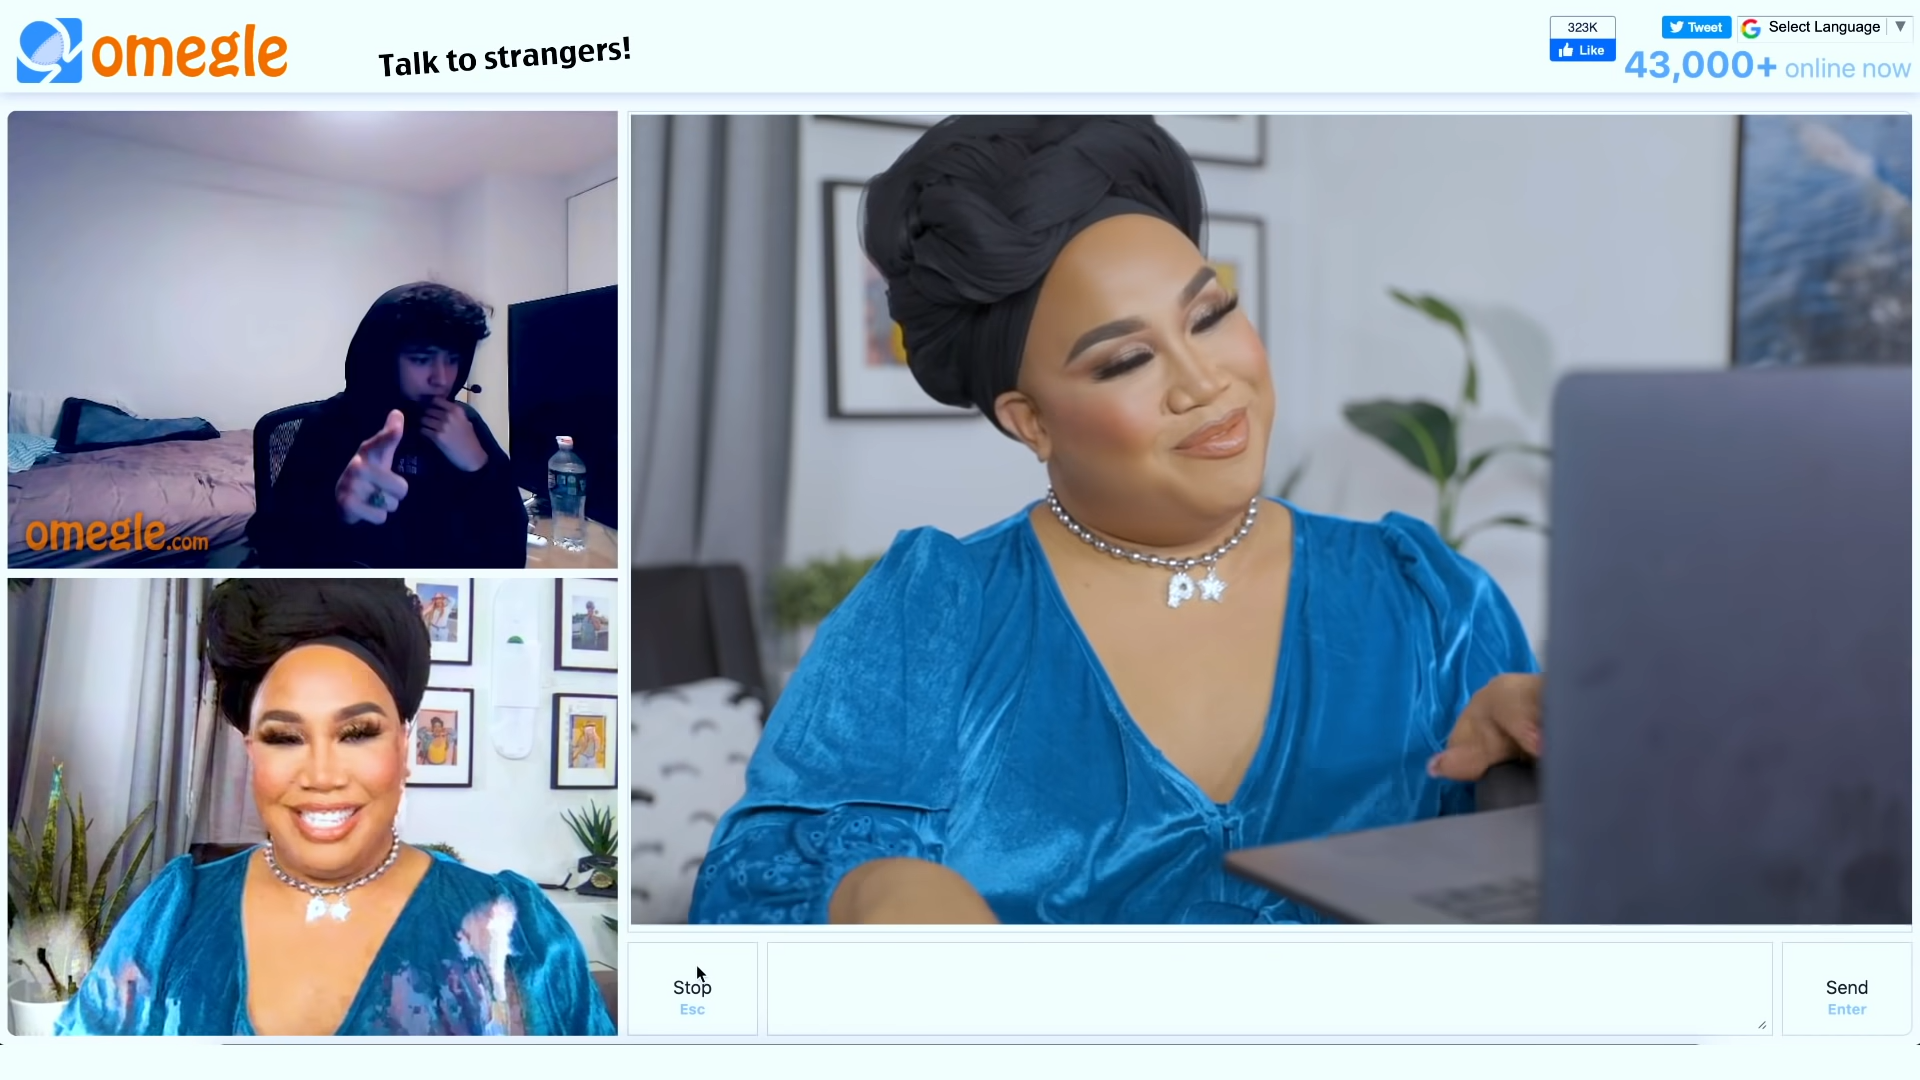 omegle
Talk to strangers!
323K
Like
Tweet
Select Language
43,000+ online now
omegle.com
Stop
Esc
Send
Enter